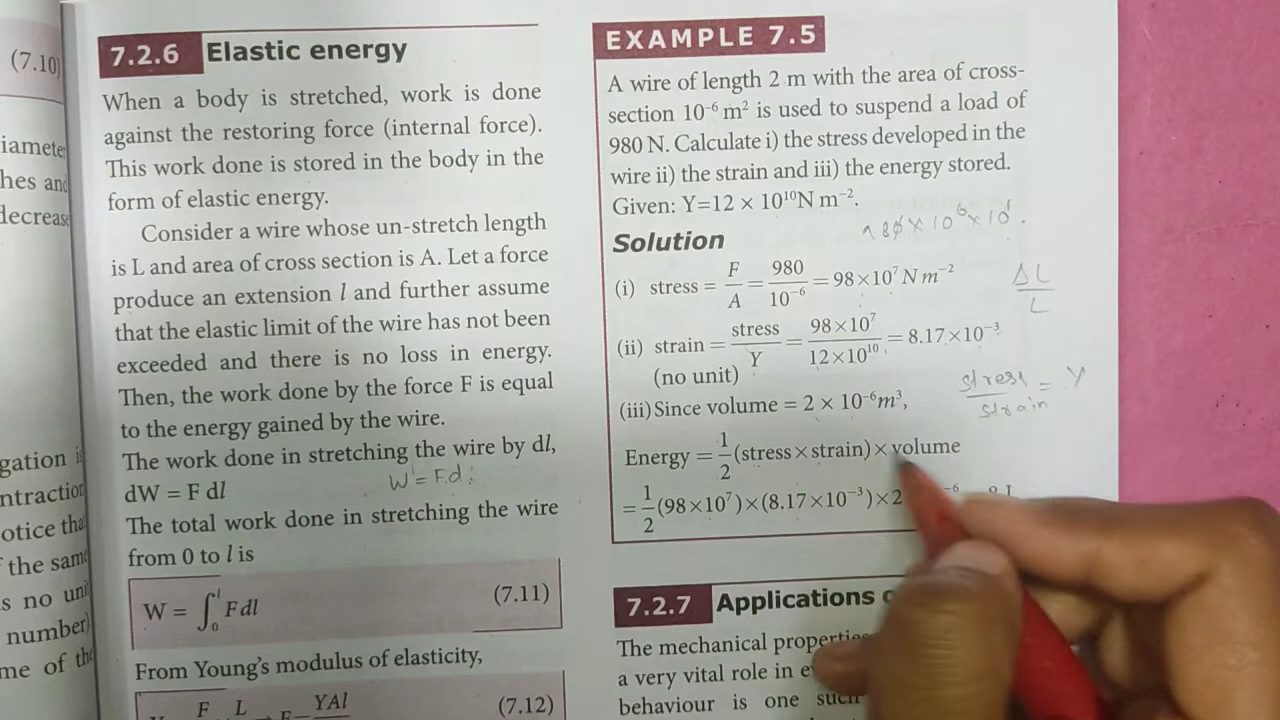 (7.10)
hes and
decrease
gation
ntraction
otice tha
the same
s no uni
number)
me of the
7.2.6 Elastic energy
When a body is stretched, work is done
against the restoring force (internal force).
This work done is stored in the body in the
form of elastic energy.
Consider a wire whose un-stretch length
is L and area of cross section is A. Let a force
produce an extension l and further assume
that the elastic limit of the wire has not been
exceeded and there is no loss in energy.
Then, the work done by the force F is equal
to the energy gained by the wire.
The work done in stretching the wire by dl,
dW = F dl
W = F.d
The total work done in stretching the wire
from 0 to l is
W = ∫₀ˡ F dl (7.11)
From Young's modulus of elasticity,
F L YAl (7.12)
EXAMPLE 7.5
A wire of length 2 m with the area of cross-
section 10⁻⁶ m² is used to suspend a load of
980 N. Calculate i) the stress developed in the
wire ii) the strain and iii) the energy stored.
Given: Y=12 × 10¹⁰N m⁻².
Solution
(i) stress = F/A = 980/10⁻⁶ = 98×10⁷ N m⁻²
ΔL/L
(ii) strain = stress/Y = 98×10⁷/12×10¹⁰ = 8.17×10⁻³
(no unit)
stress/strain = Y
(iii) Since volume = 2 × 10⁻⁶m³,
Energy = 1/2 (stress×strain)×volume
= 1/2 (98×10⁷)×(8.17×10⁻³)×2
7.2.7 Applications
The mechanical properties
a very vital role in
behaviour is one such